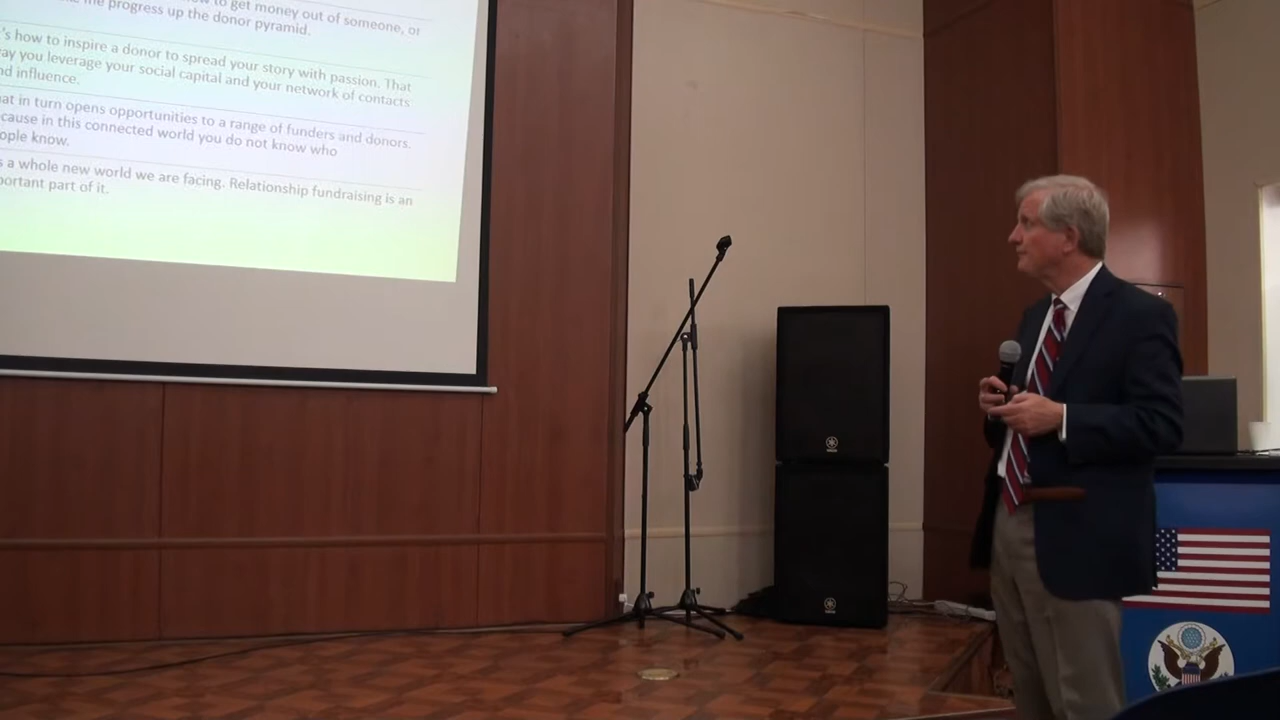 to get money out of someone, or
progress up the donor pyramid.
's how to inspire a donor to spread your story with passion. That
way you leverage your social capital and your network of contacts
nd influence.
at in turn opens opportunities to a range of funders and donors.
cause in this connected world you do not know who
ople know.
s a whole new world we are facing. Relationship fundraising is an
portant part of it.